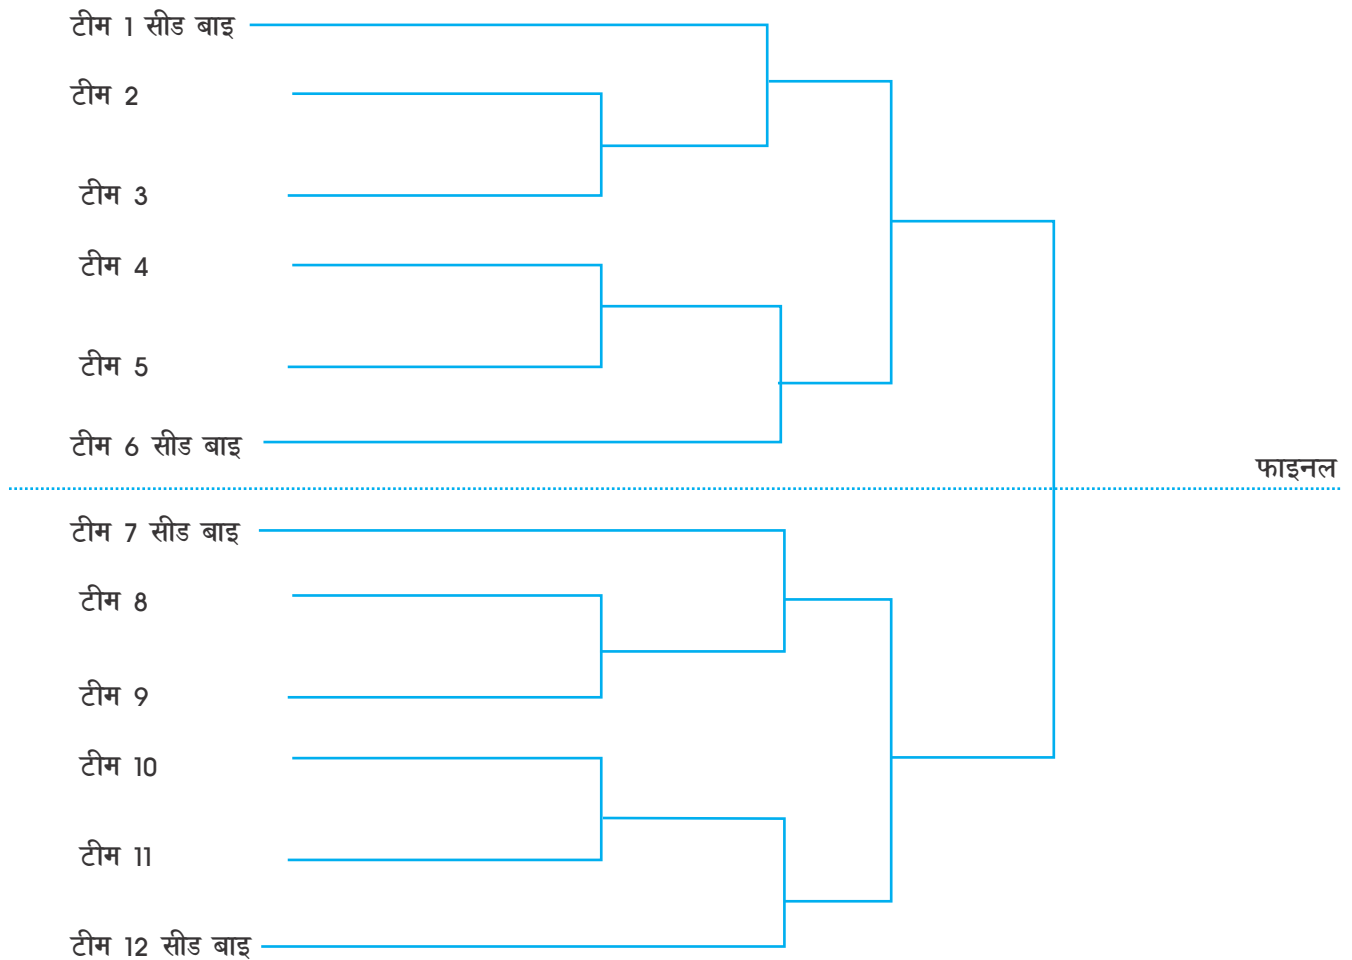 टीम 1 सीड बाइ
टीम 2
टीम 3
टीम 4
टीम 5
टीम 6 सीड बाइ
फाइनल
टीम 7 सीड बाइ
टीम 8
टीम 9
टीम 10
टीम 11
टीम 12 सीड बाइ